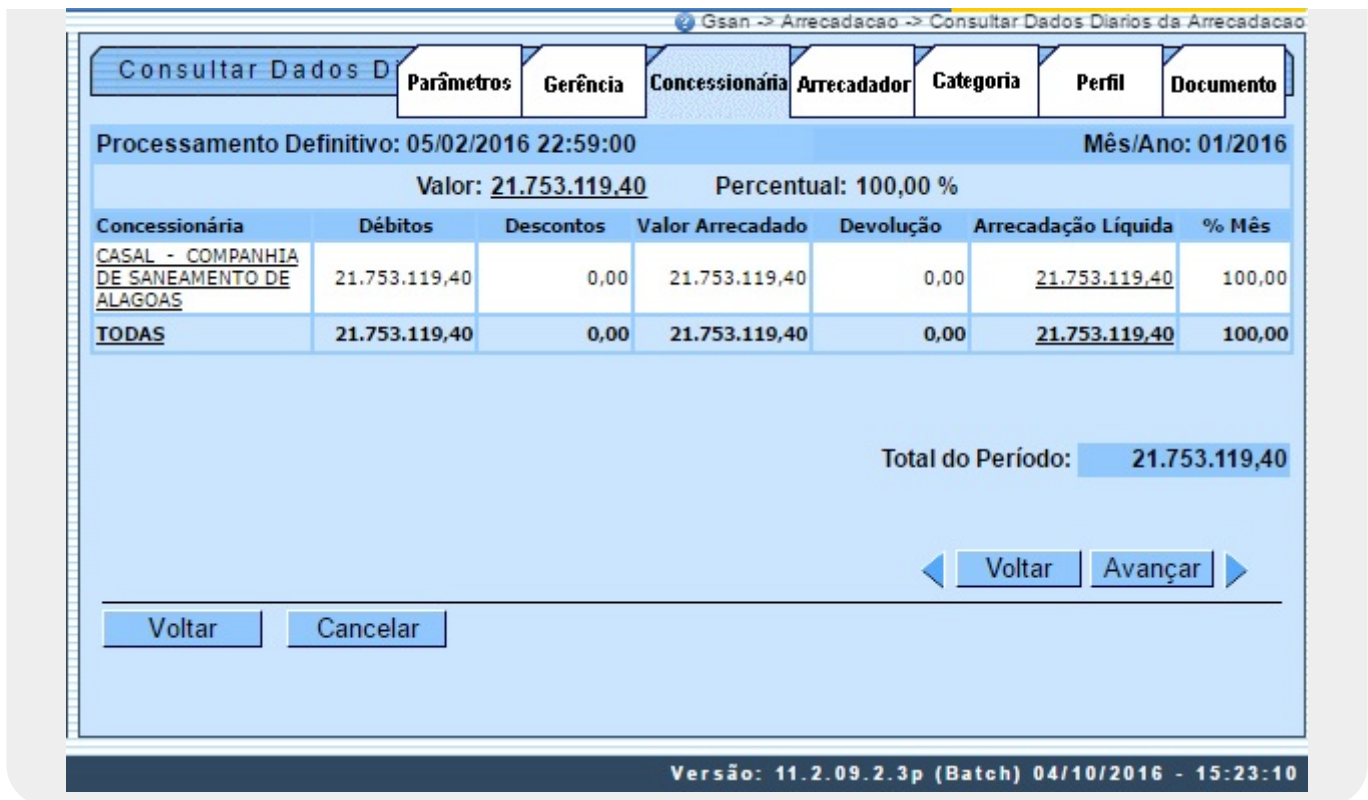 Gsan -> Arrecadacao -> Consultar Dados Diarios da Arrecadacao
Consultar Dados Di
Parâmetros Gerência Concessionária Arrecadador Categoria Perfil Documento
Processamento Definitivo: 05/02/2016 22:59:00 Mês/Ano: 01/2016
Valor: 21.753.119,40 Percentual: 100,00 %
Concessionária Débitos Descontos Valor Arrecadado Devolução Arrecadação Líquida % Mês
CASAL - COMPANHIA
DE SANEAMENTO DE
ALAGOAS
21.753.119,40 0,00 21.753.119,40 0,00 21.753.119,40 100,00
TODAS 21.753.119,40 0,00 21.753.119,40 0,00 21.753.119,40 100,00
Total do Período: 21.753.119,40
Voltar Avançar
Voltar Cancelar
Versão: 11.2.09.2.3p (Batch) 04/10/2016 - 15:23:10